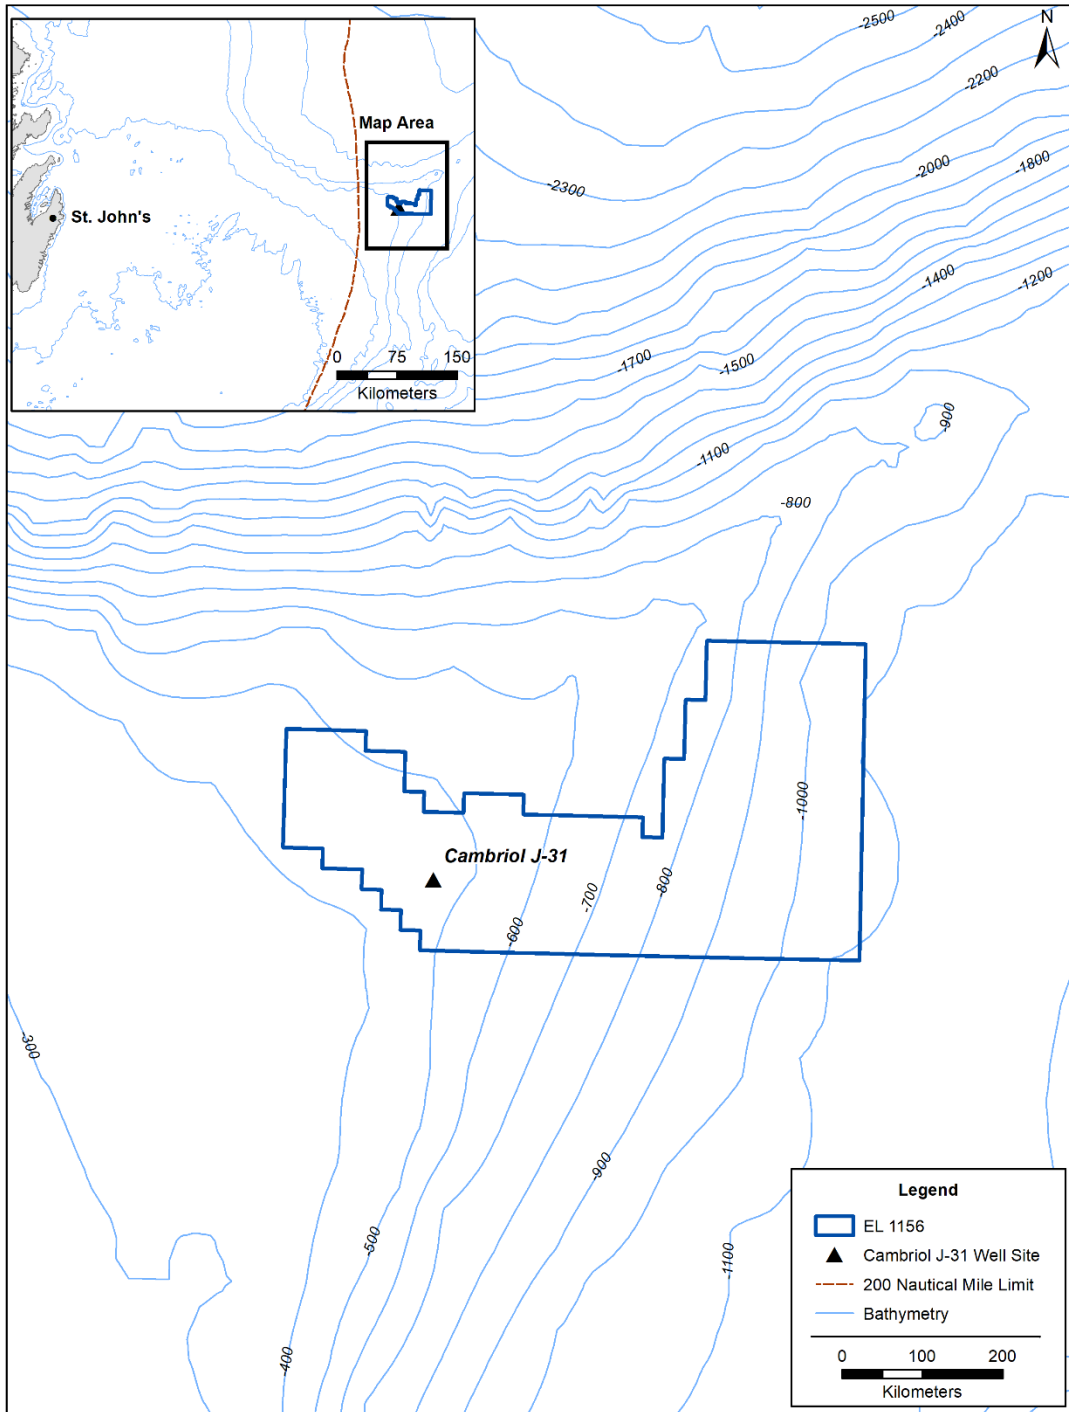 N
Map Area
St. John's
0 75 150
Kilometers
-2500
-2400
-2200
-2300
-2000
-1800
-1400
-1200
-1700
-1500
-1100
-900
-800
-1000
Cambriol J-31
-700
-800
-600
-300
-900
-500
-1100
-400
Legend
EL 1156
Cambriol J-31 Well Site
200 Nautical Mile Limit
Bathymetry
0 100 200
Kilometers